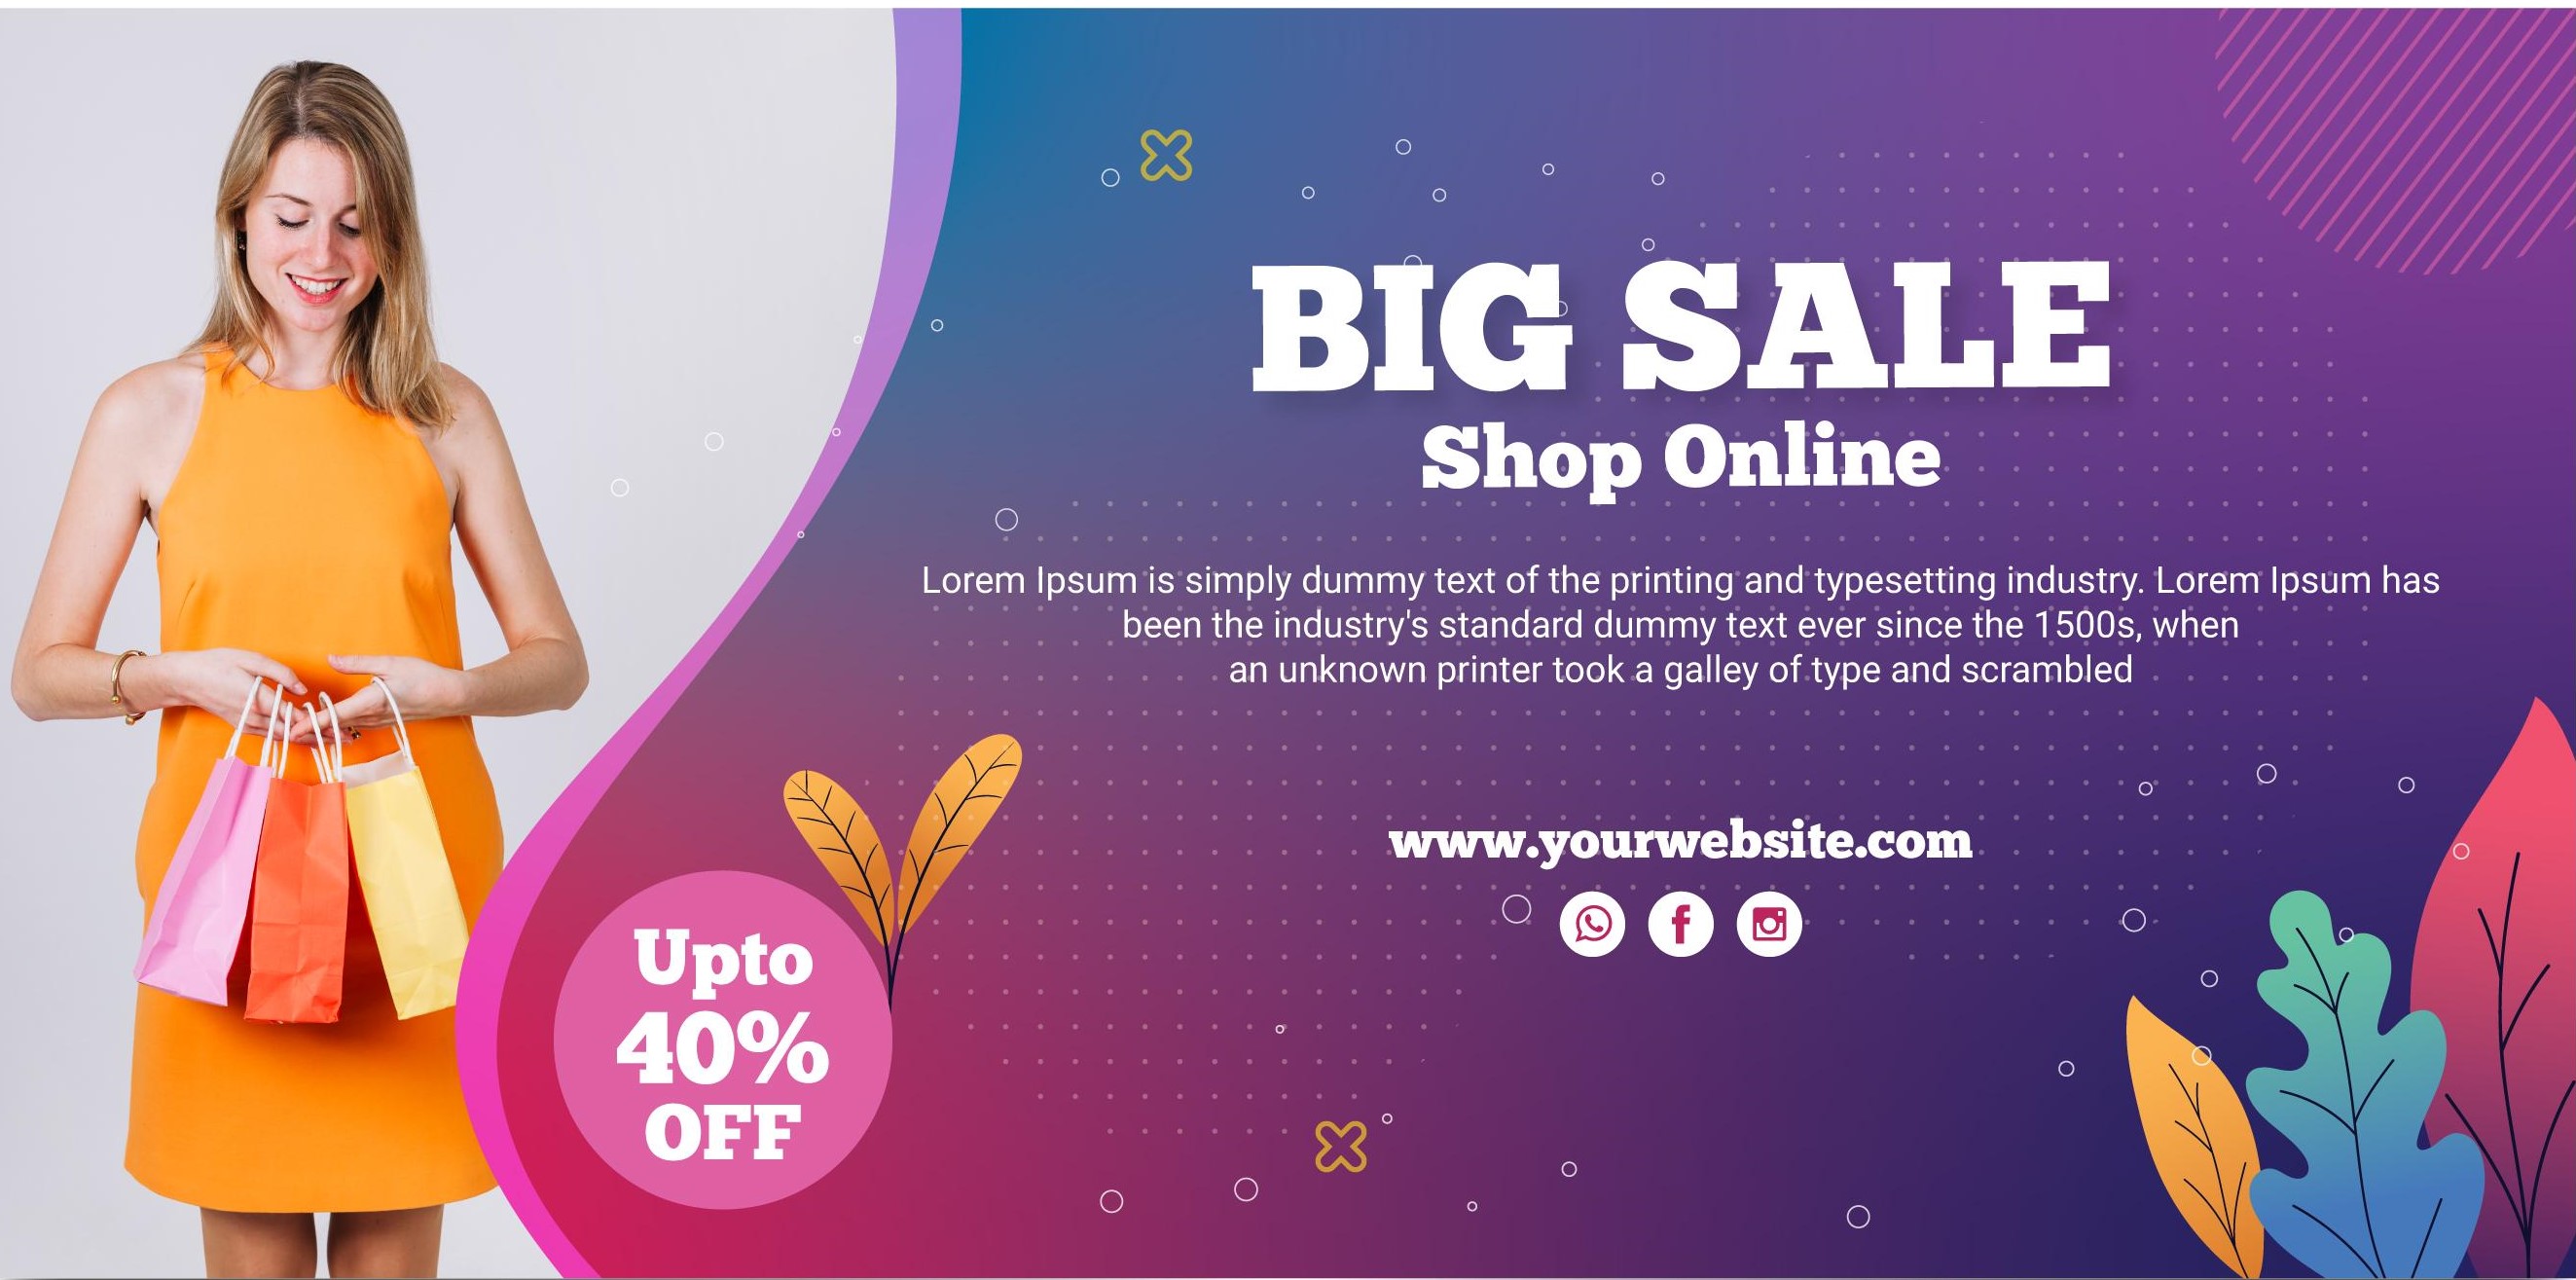 BIG SALE
Shop Online
Lorem Ipsum is simply dummy text of the printing and typesetting industry. Lorem Ipsum has
been the industry's standard dummy text ever since the 1500s, when
an unknown printer took a galley of type and scrambled
www.yourwebsite.com
Upto
40%
OFF